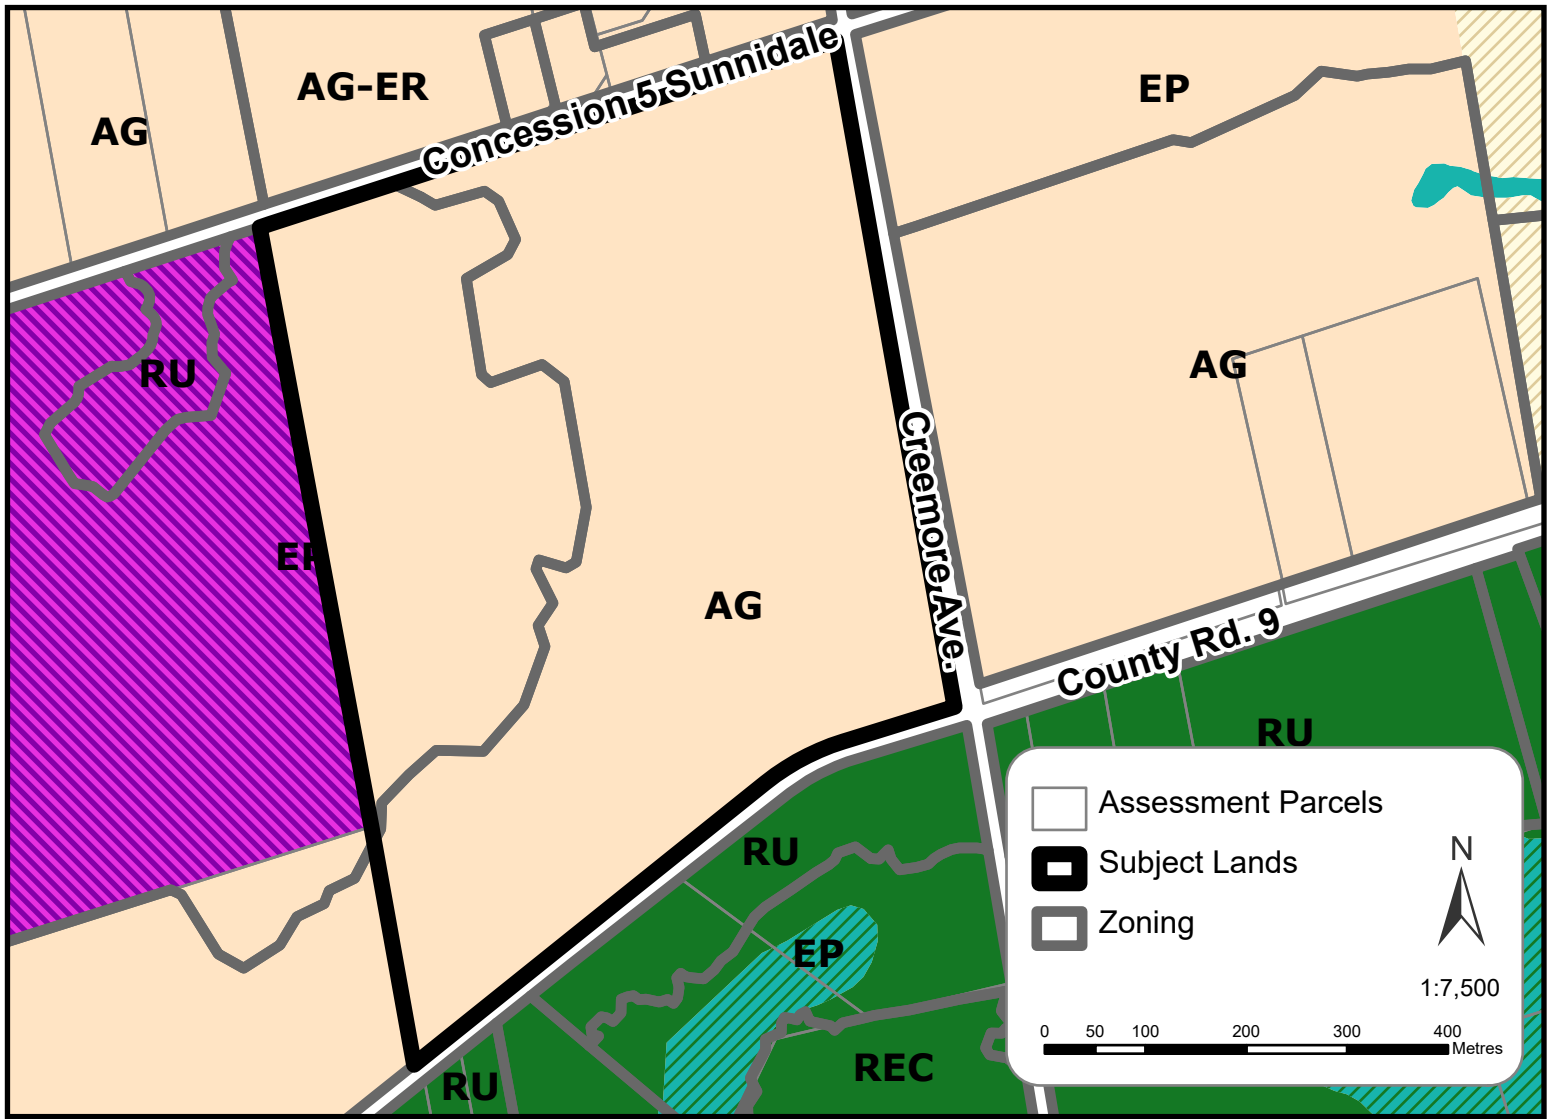 AG-ER
AG
EP
Concession 5 Sunnidale
RU
AG
Creemore Ave.
EP
AG
County Rd. 9
RU
RU
EP
REC
RU
Assessment Parcels
Subject Lands
Zoning
N
1:7,500
0 50 100 200 300 400
Metres